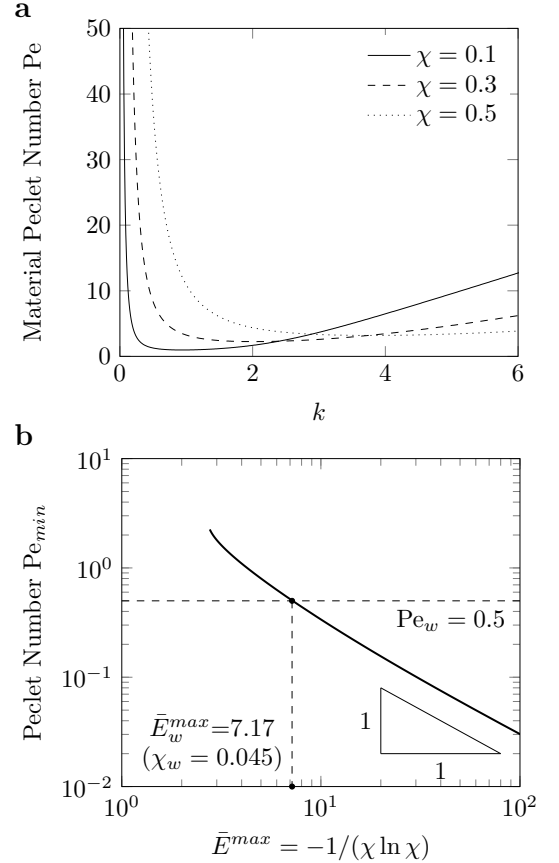 a
Material Peclet Number Pe
50
40
30
20
10
0
0 2 4 6
k
χ = 0.1
χ = 0.3
χ = 0.5
b
Peclet Number Pe_{min}
10^1
10^0
10^{−1}
10^{−2}
10^0 10^1 10^2
Pe_w = 0.5
Ē_w^{max}=7.17
(χ_w = 0.045)
1
1
Ē^{max} = −1/(χ ln χ)